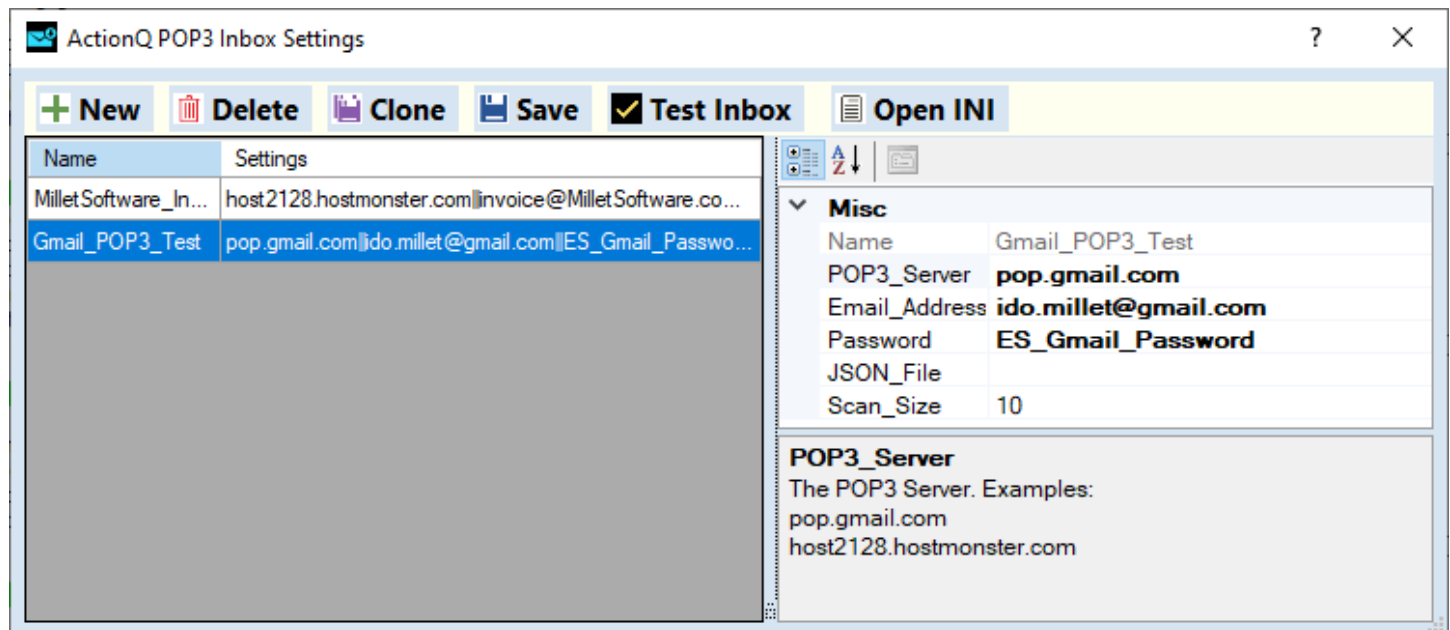 ActionQ POP3 Inbox Settings
?
New Delete Clone Save Test Inbox Open INI
Name Settings
MilletSoftware_In... host2128.hostmonster.com||invoice@MilletSoftware.co...
Gmail_POP3_Test pop.gmail.com||ido.millet@gmail.com||ES_Gmail_Passwo...
A
Z
Misc
Name Gmail_POP3_Test
POP3_Server pop.gmail.com
Email_Address ido.millet@gmail.com
Password ES_Gmail_Password
JSON_File
Scan_Size 10
POP3_Server
The POP3 Server. Examples:
pop.gmail.com
host2128.hostmonster.com